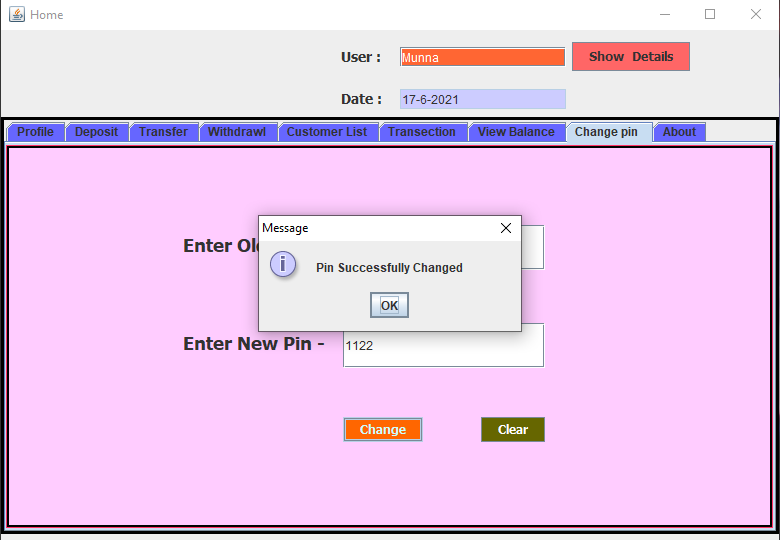 Home
User :
Munna
Show Details
Date :
17-6-2021
Profile
Deposit
Transfer
Withdrawl
Customer List
Transection
View Balance
Change pin
About
Message
Enter Ol
i
Pin Successfully Changed
OK
Enter New Pin -
1122
Change
Clear